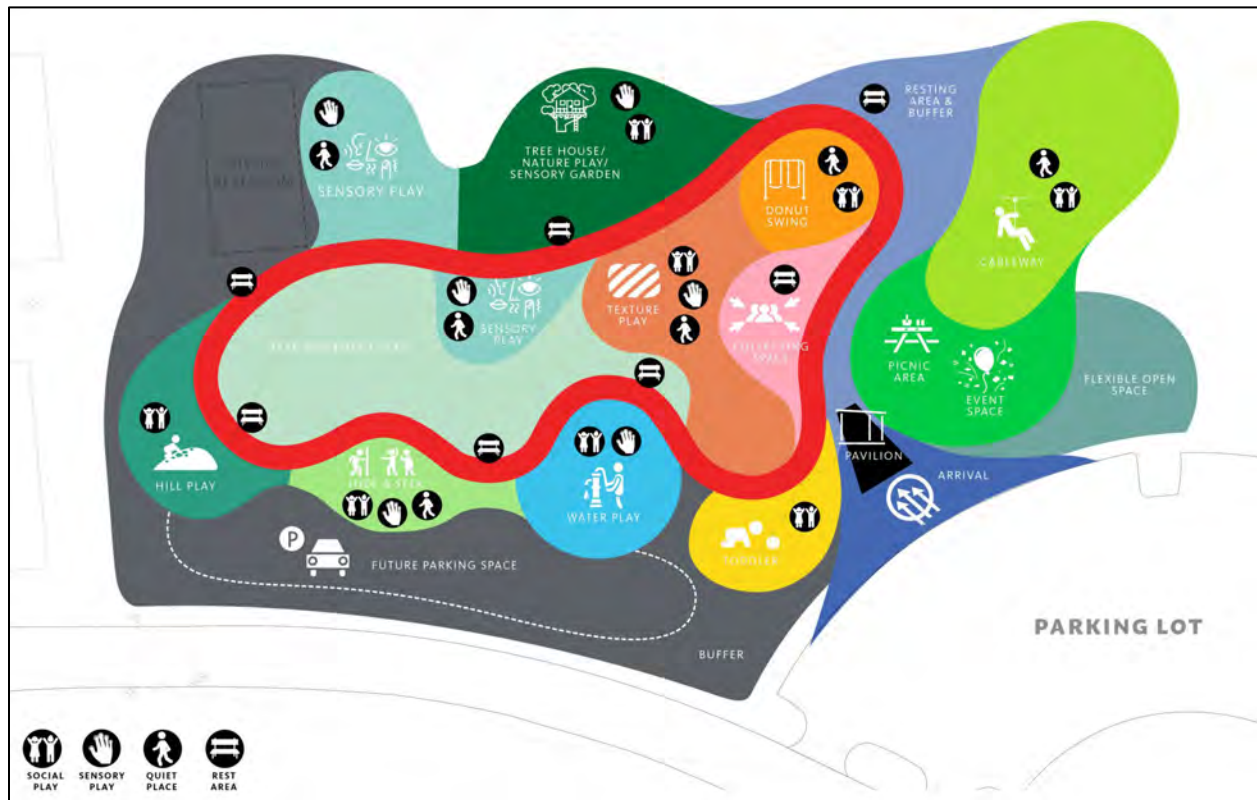 SENSORY PLAY
TREE HOUSE/
NATURE PLAY/
SENSORY GARDEN
RESTING
AREA &
BUFFER
DONUT
SWING
CABLEWAY
SENSORY
PLAY
TEXTURE
PLAY
SPACE
PICNIC
AREA
EVENT
SPACE
FLEXIBLE OPEN
SPACE
PAVILION
ARRIVAL
HILL PLAY
HIDE & SEEK
WATER PLAY
TODDLER
P
FUTURE PARKING SPACE
BUFFER
PARKING LOT
SOCIAL
PLAY
SENSORY
PLAY
QUIET
PLACE
REST
AREA